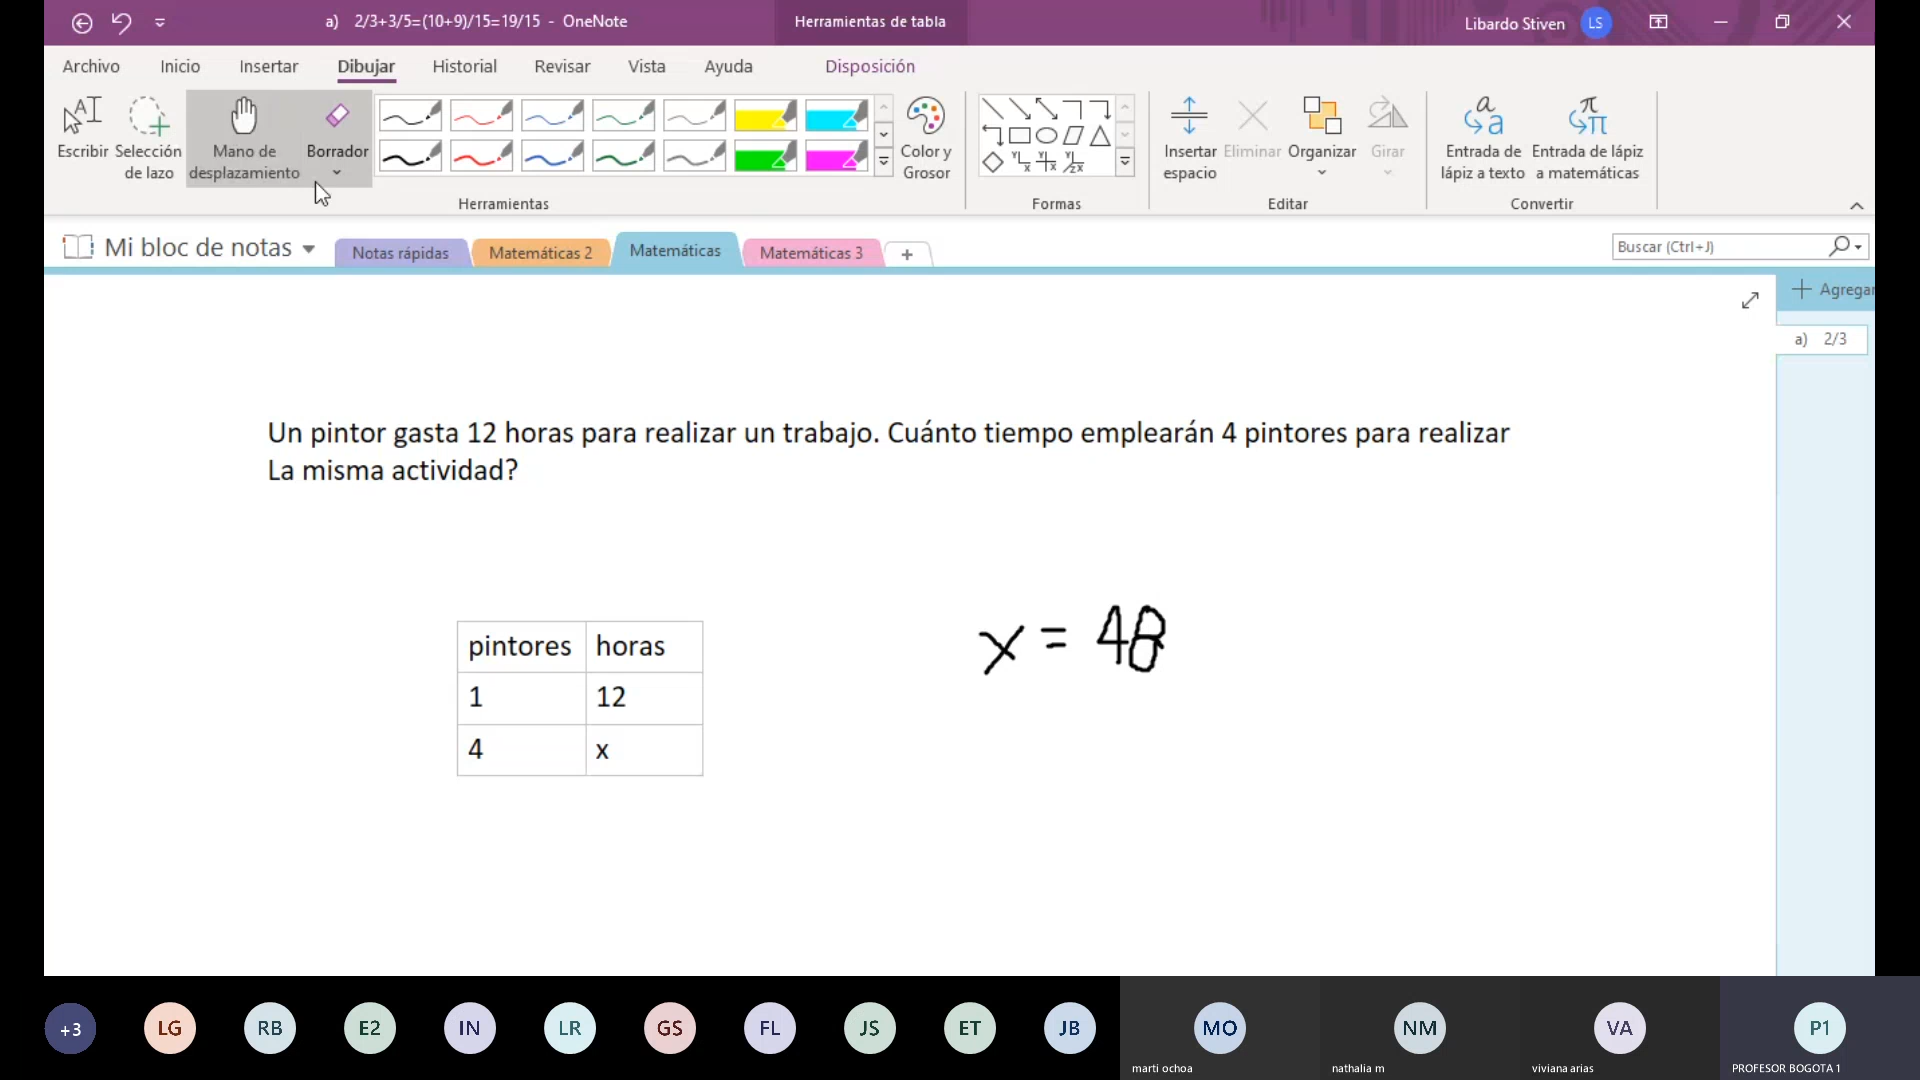 a) 2/3+3/5=(10+9)/15=19/15 - OneNote
Herramientas de tabla
Libardo Stiven
LS
Archivo Inicio Insertar Dibujar Historial Revisar Vista Ayuda Disposición
Escribir
Selección de lazo
Mano de desplazamiento
Borrador
Color y Grosor
Insertar espacio
Eliminar
Organizar
Girar
Entrada de lápiz a texto
Entrada de lápiz a matemáticas
Herramientas
Formas
Editar
Convertir
Mi bloc de notas
Notas rápidas
Matemáticas 2
Matemáticas
Matemáticas 3
Buscar (Ctrl+J)
Agregar
a) 2/3
Un pintor gasta 12 horas para realizar un trabajo. Cuánto tiempo emplearán 4 pintores para realizar
La misma actividad?
pintores horas
1 12
4 x
x = 48
+3 LG RB E2 IN LR GS FL JS ET JB MO NM VA P1
marti ochoa
nathalia m
viviana arias
PROFESOR BOGOTA 1